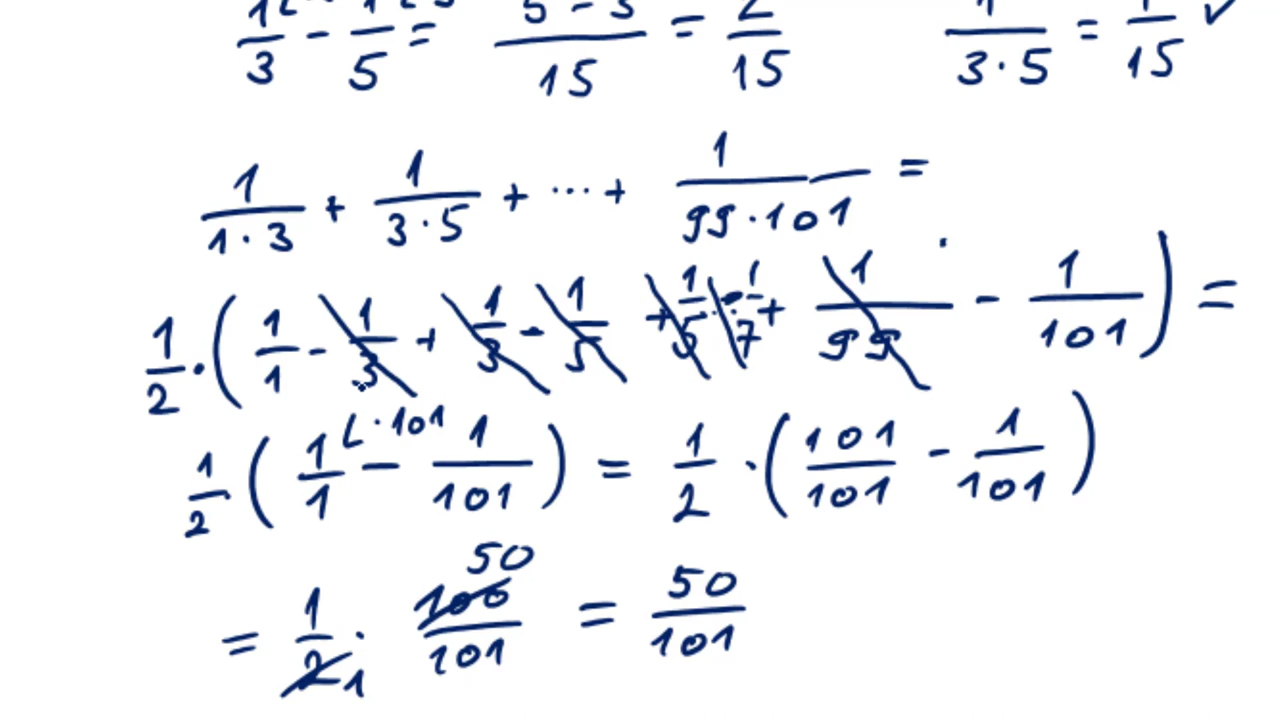 1/3 - 1/5 = (5 - 3)/15 = 2/15   1/(3·5) = 1/15 ✓
1/(1·3) + 1/(3·5) + ... + 1/(99·101) =
1/2 · (1/1 - 1/3 + 1/3 - 1/5 + 1/5 - 1/7 + 1/99 - 1/101) =
1/2 (1/1 L·101 - 1/101) = 1/2 · (101/101 - 1/101)
50
= 1/2 1 · 100/101 = 50/101